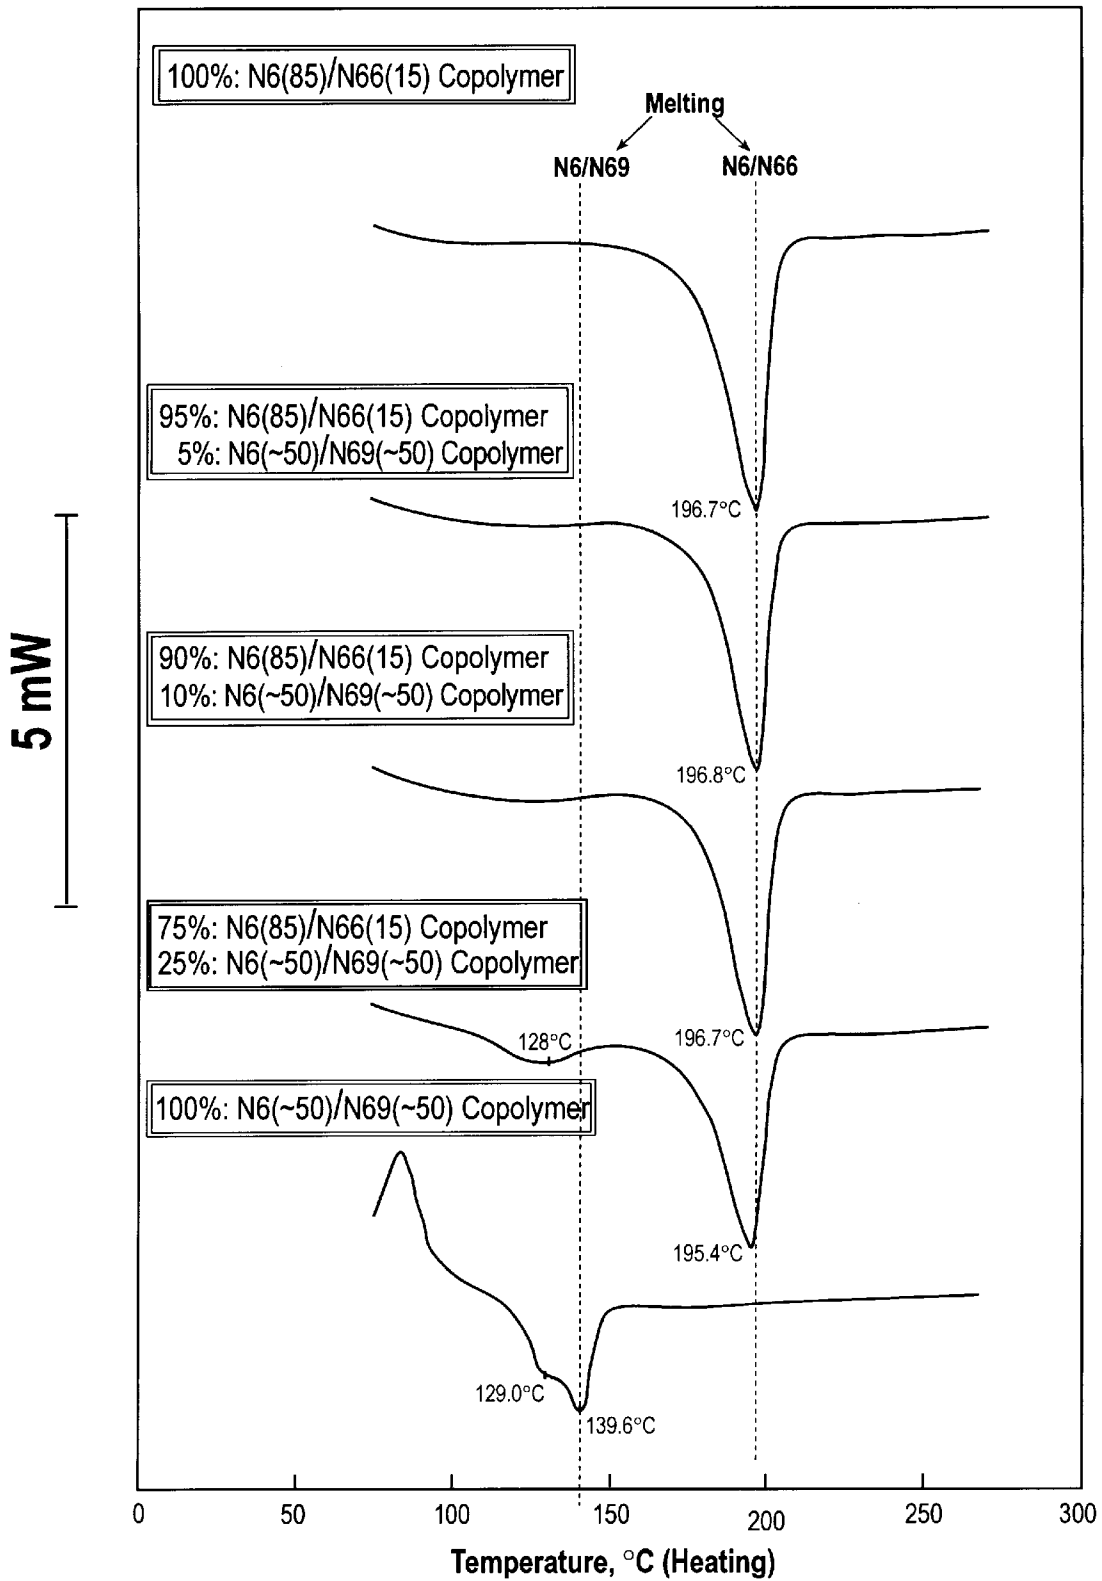 100%: N6(85)/N66(15) Copolymer
Melting
N6/N69
N6/N66
196.7°C
95%: N6(85)/N66(15) Copolymer
5%: N6(~50)/N69(~50) Copolymer
196.8°C
90%: N6(85)/N66(15) Copolymer
10%: N6(~50)/N69(~50) Copolymer
5 mW
196.7°C
75%: N6(85)/N66(15) Copolymer
25%: N6(~50)/N69(~50) Copolymer
128°C
195.4°C
100%: N6(~50)/N69(~50) Copolymer
129.0°C
139.6°C
0 50 100 150 200 250 300
Temperature, °C (Heating)